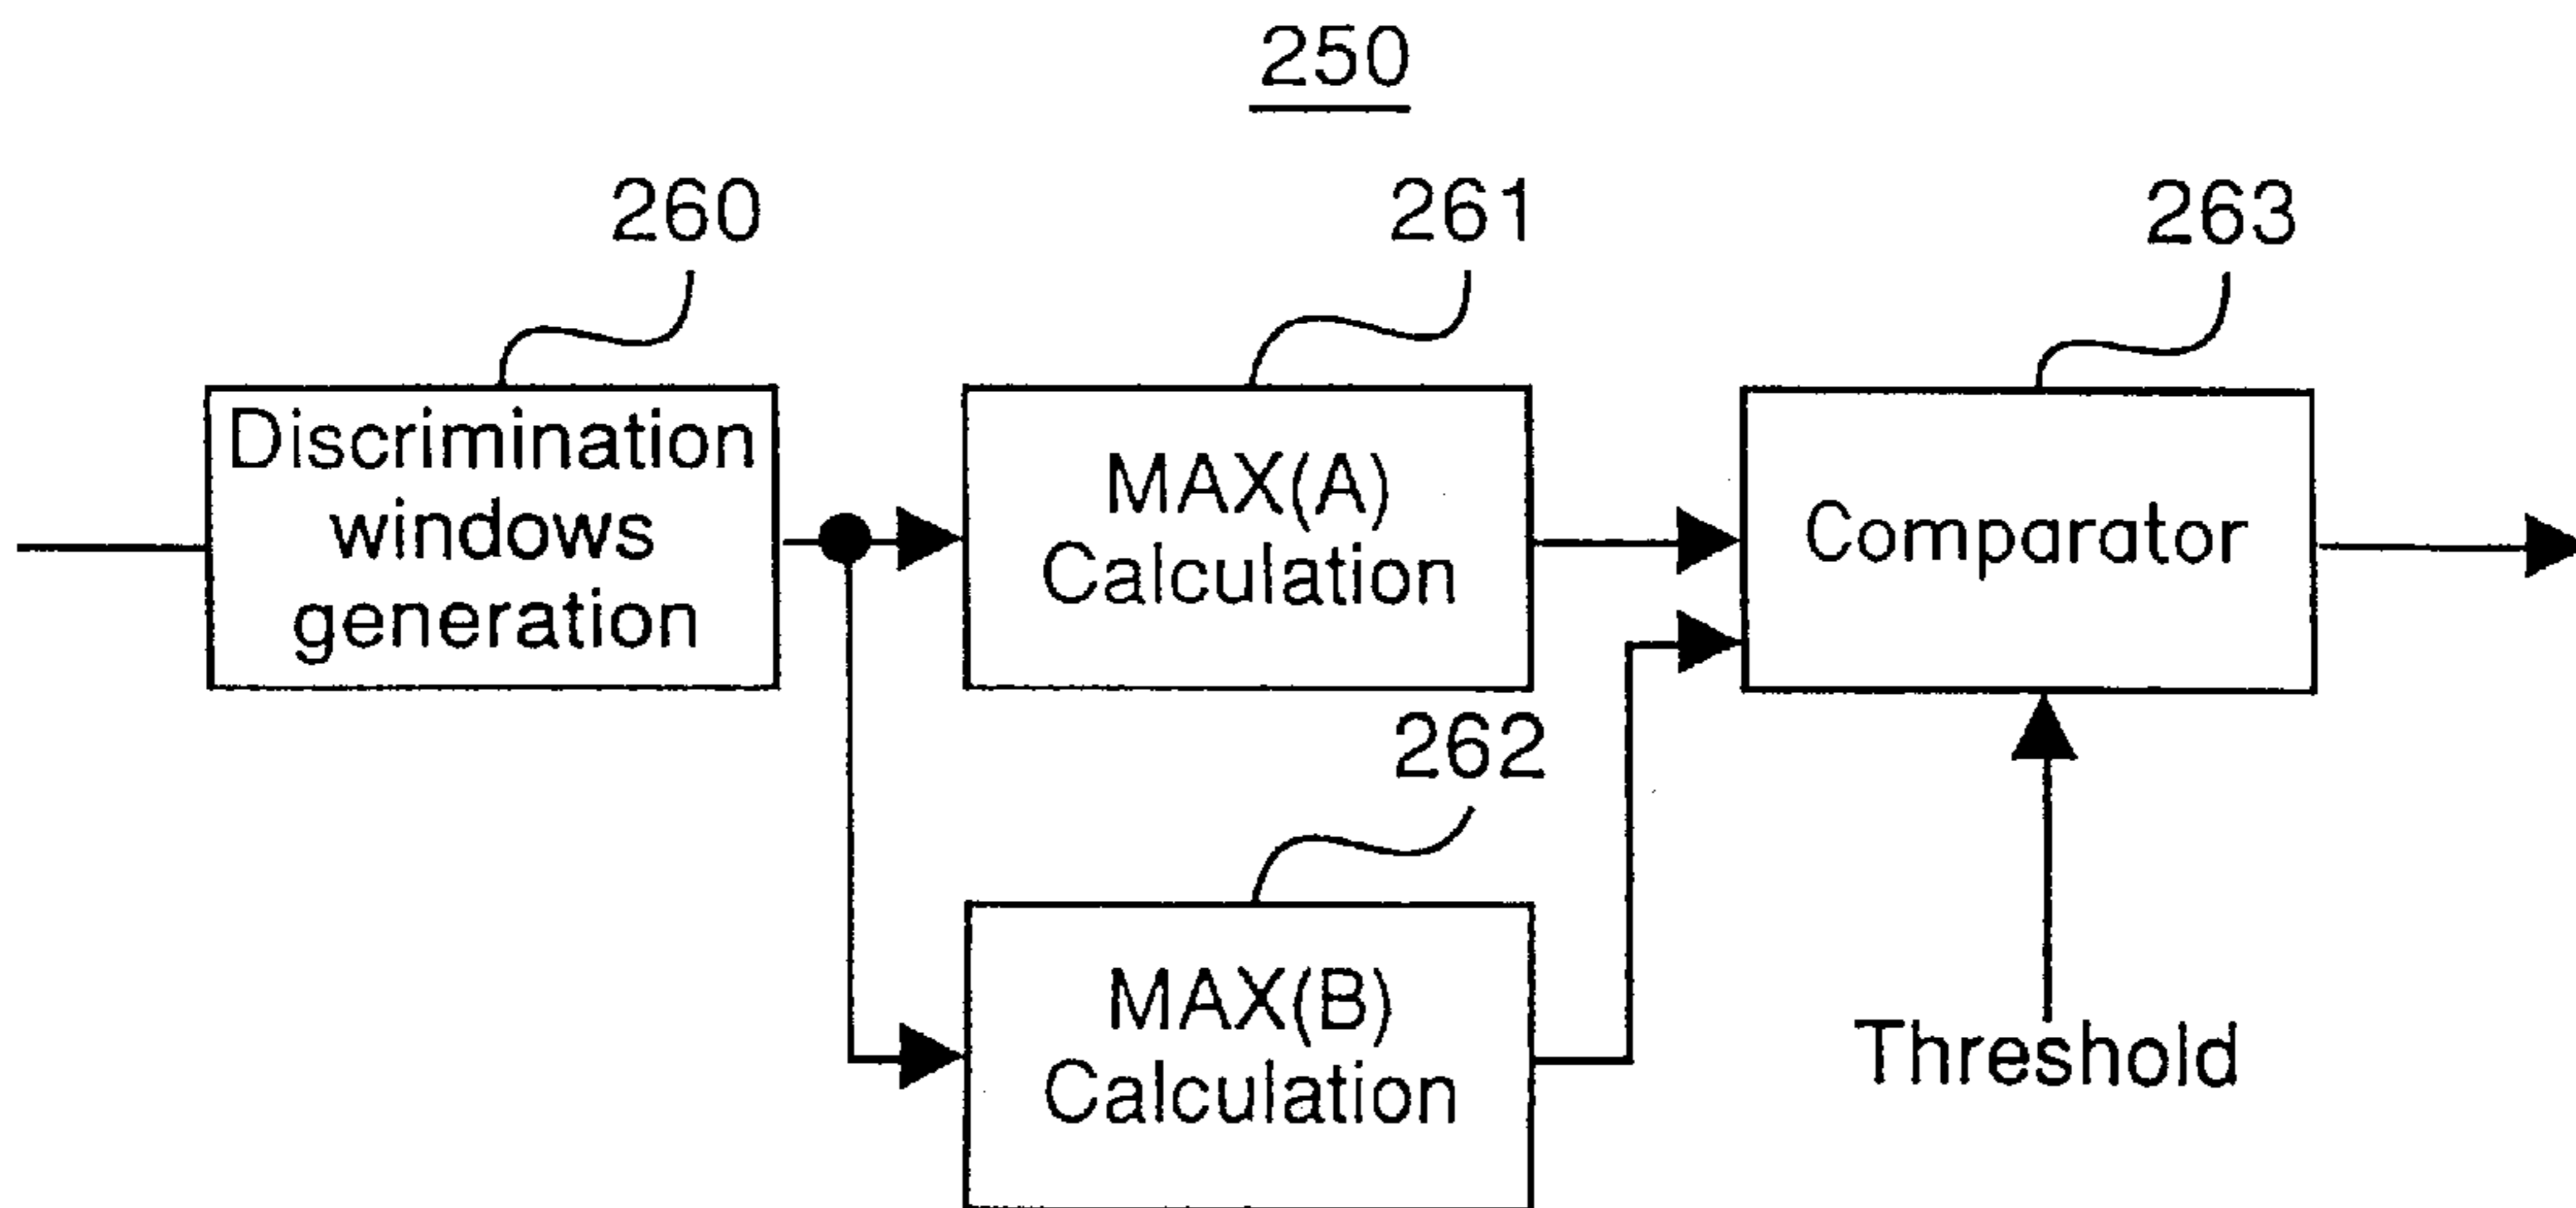 250
260
261
263
Discrimination
windows
generation
MAX(A)
Calculation
Comparator
262
MAX(B)
Calculation
Threshold